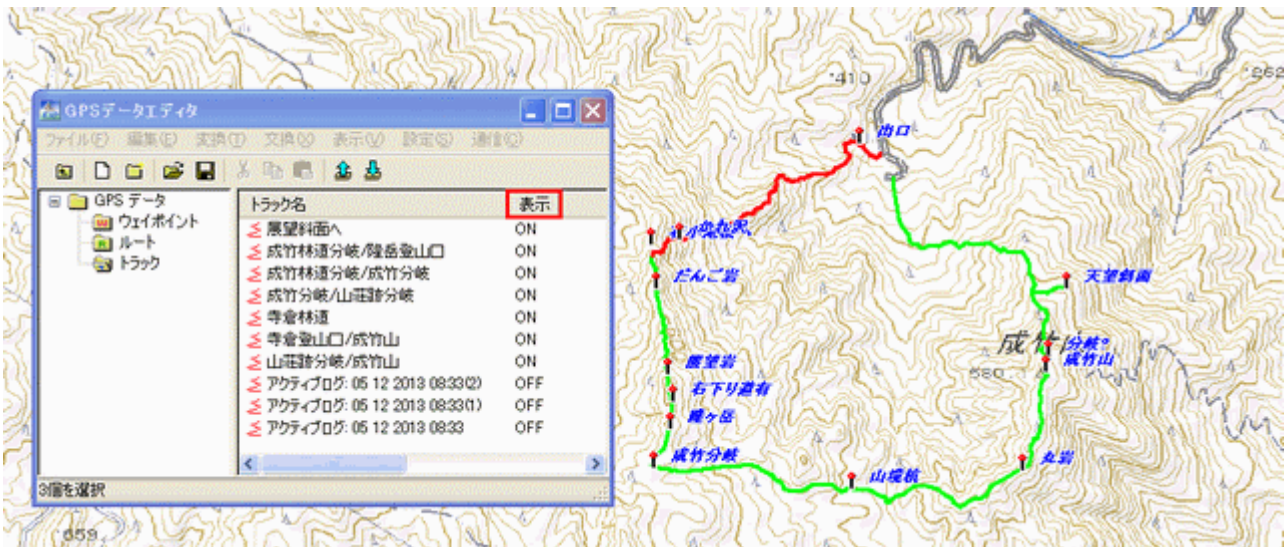 GPSデータエディタ
ファイル(F) 編集(E) 変換(T) 交換(X) 表示(V) 設定(S) 通信(C)
GPS データ
ウェイポイント
ルート
トラック
トラック名 表示
展望斜面へ ON
成竹林道分岐/隆岳登山口 ON
成竹林道分岐/成竹分岐 ON
成竹分岐/山荘跡分岐 ON
寺倉林道 ON
寺倉登山口/成竹山 ON
山荘跡分岐/成竹山 ON
アクティブログ: 05 12 2013 08:33(2) OFF
アクティブログ: 05 12 2013 08:33(1) OFF
アクティブログ: 05 12 2013 08:33 OFF
3個を選択
410
262
出口
だんご岩
天望斜面
成竹
分岐
成竹山
580
展望岩
右下り道有
成竹分岐
山境杭
丸岩
659